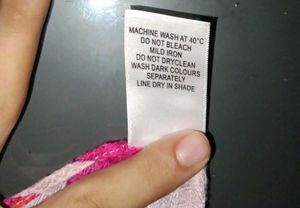 MACHINE WASH AT 40°C
DO NOT BLEACH
MILD IRON
DO NOT DRYCLEAN
WASH DARK COLOURS
SEPARATELY
LINE DRY IN SHADE